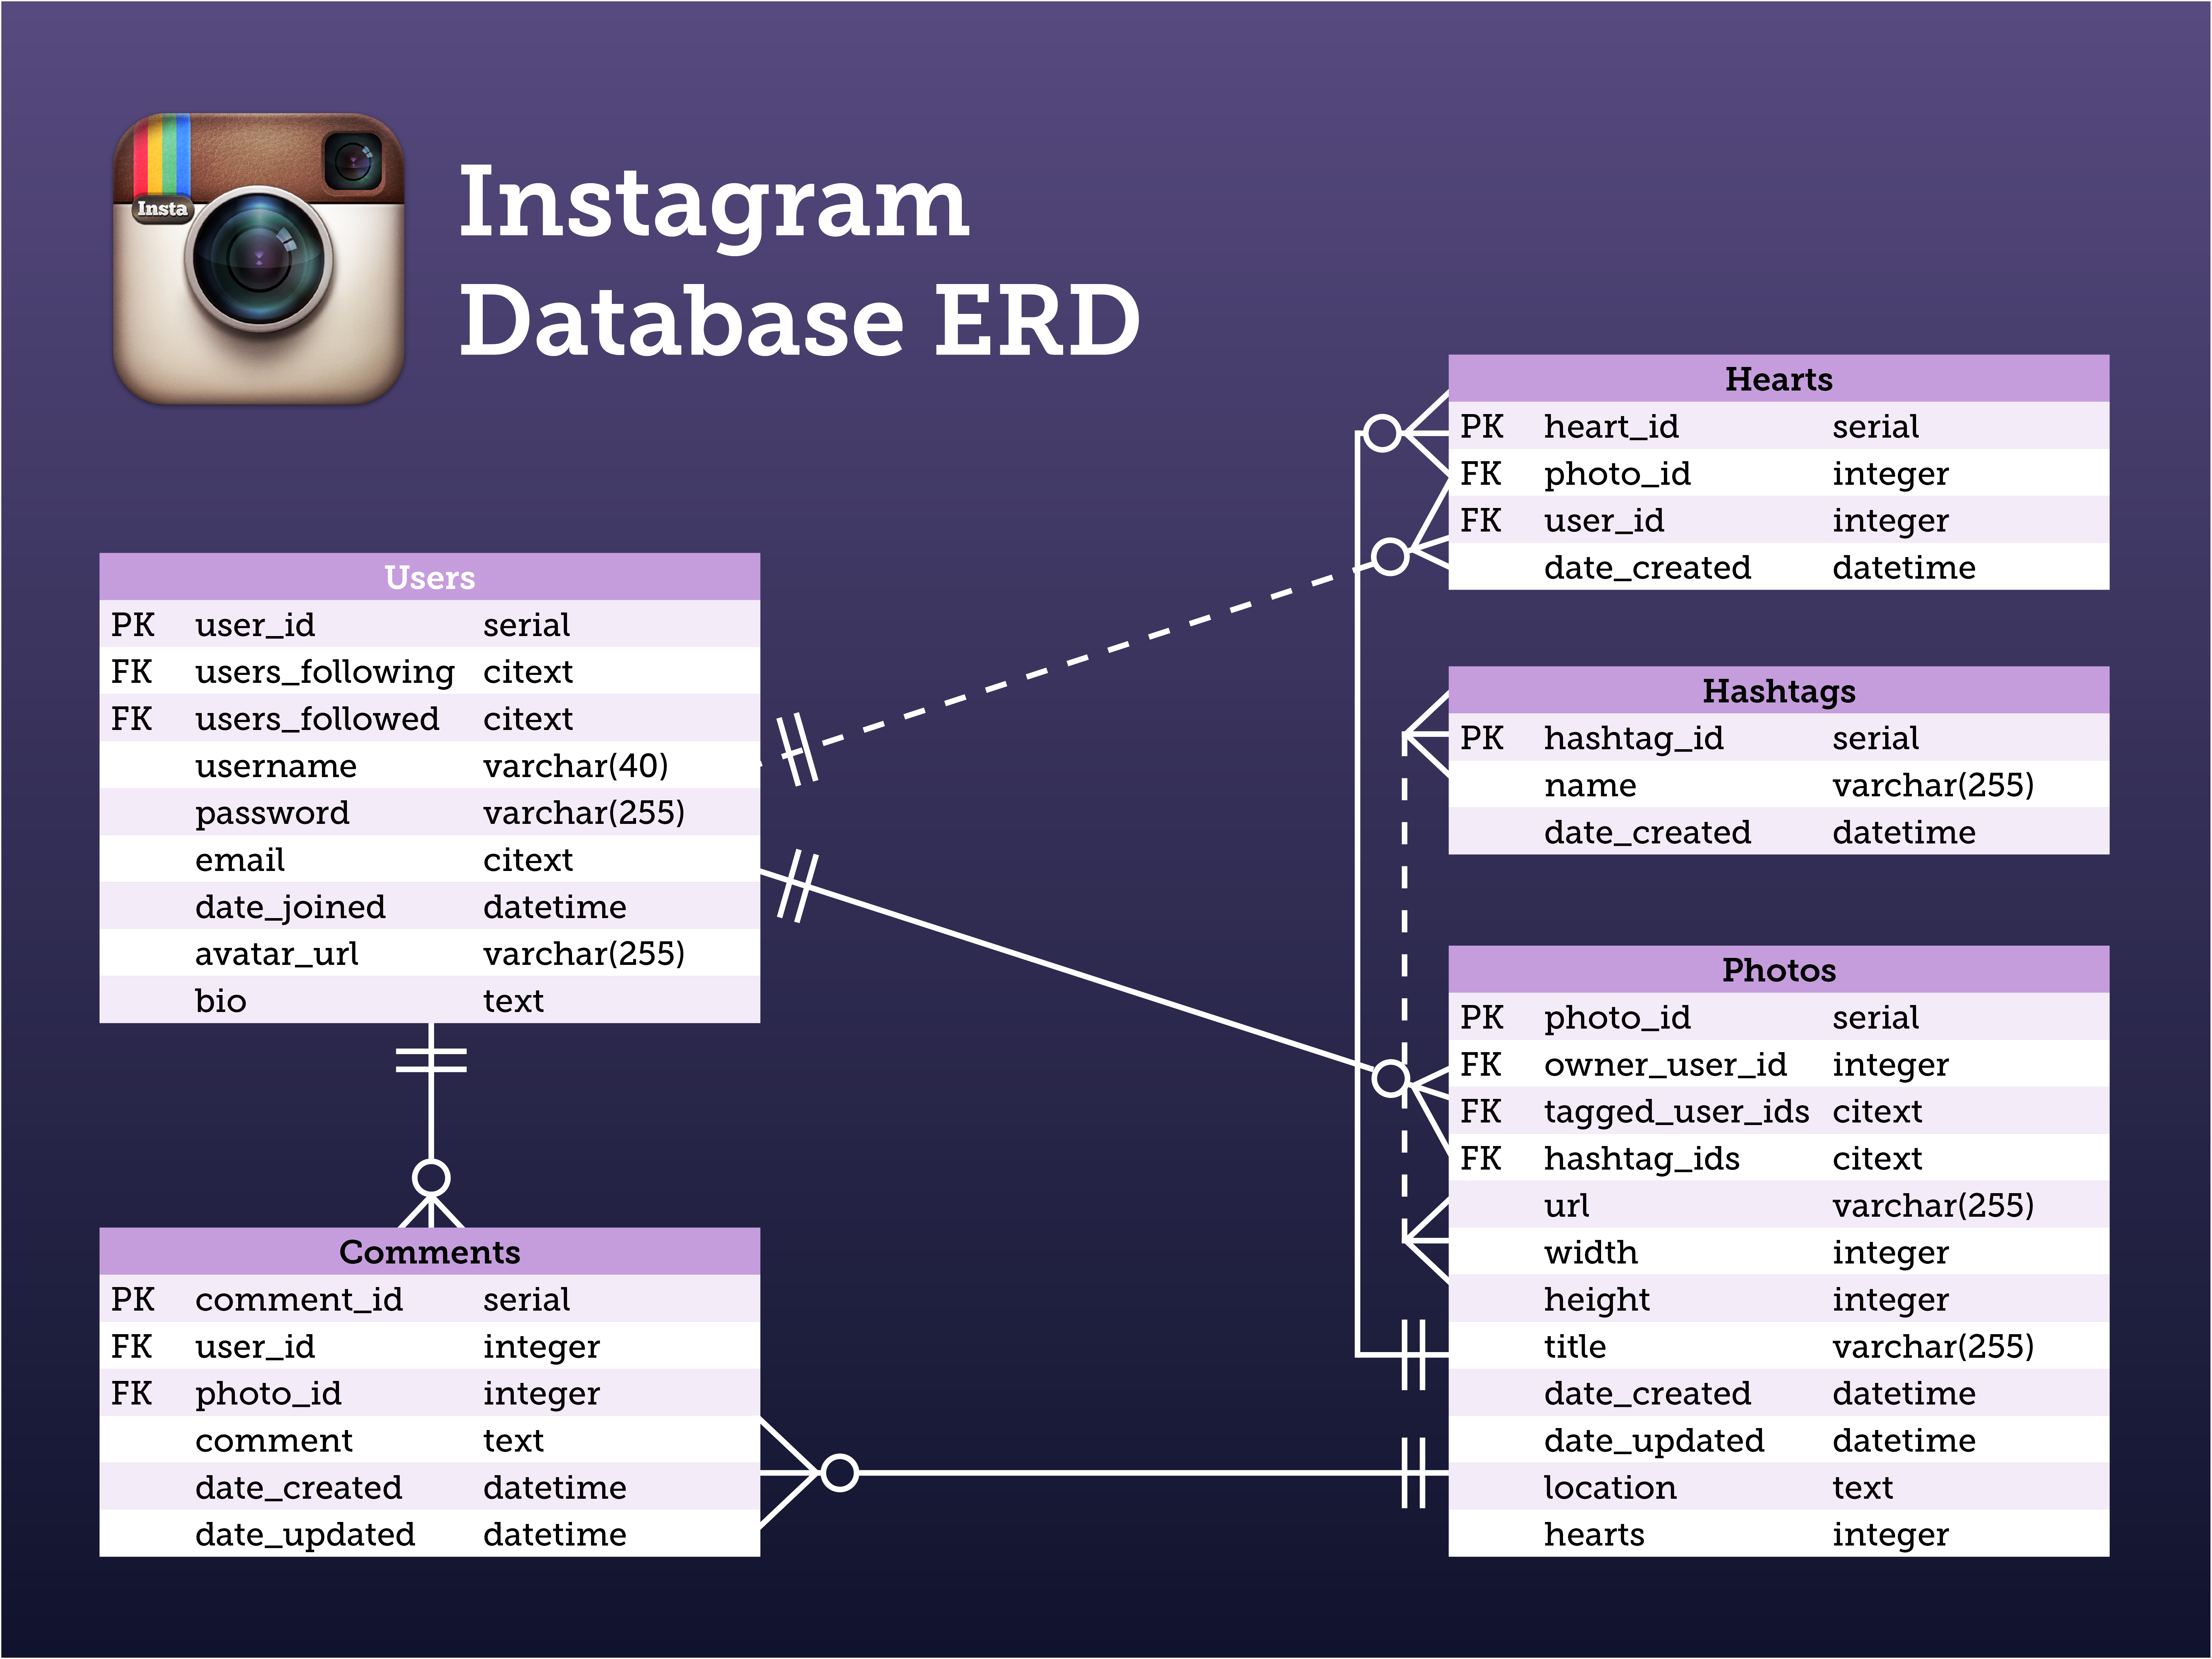 Insta
Instagram
Database ERD
Hearts
PK heart_id serial
FK photo_id integer
FK user_id integer
date_created datetime
Users
PK user_id serial
FK users_following citext
FK users_followed citext
username varchar(40)
password varchar(255)
email citext
date_joined datetime
avatar_url varchar(255)
bio text
Hashtags
PK hashtag_id serial
name varchar(255)
date_created datetime
Photos
PK photo_id serial
FK owner_user_id integer
FK tagged_user_ids citext
FK hashtag_ids citext
url varchar(255)
width integer
height integer
title varchar(255)
date_created datetime
date_updated datetime
location text
hearts integer
Comments
PK comment_id serial
FK user_id integer
FK photo_id integer
comment text
date_created datetime
date_updated datetime